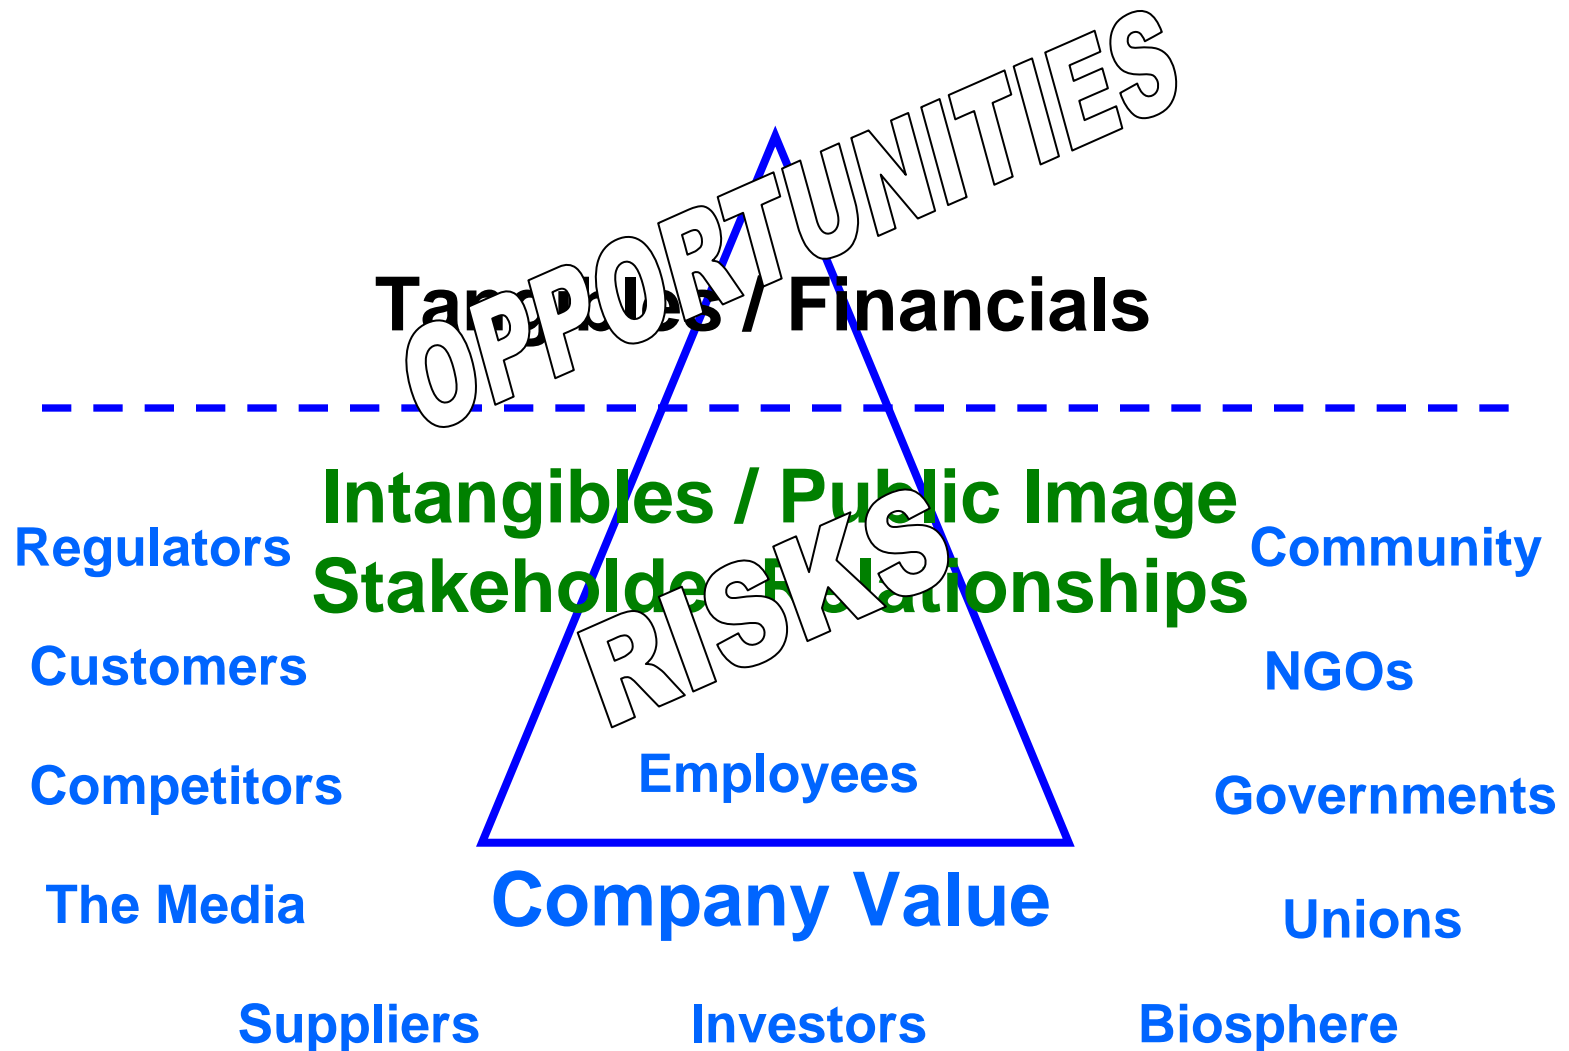 OPPORTUNITIES
Tangibles / Financials
Intangibles / Public Image
Stakeholder Relationships
RISKS
Regulators
Community
Customers
NGOs
Employees
Competitors
Governments
The Media
Company Value
Unions
Suppliers
Investors
Biosphere